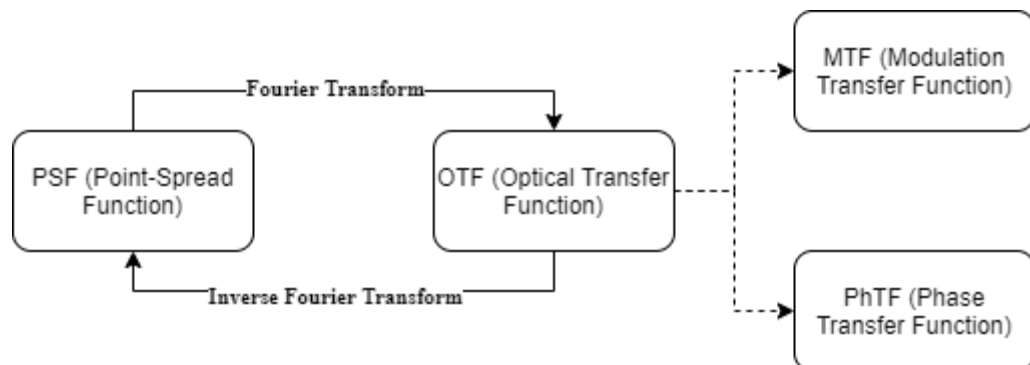 Fourier Transform
PSF (Point-Spread
Function)
OTF (Optical Transfer
Function)
Inverse Fourier Transform
MTF (Modulation
Transfer Function)
PhTF (Phase
Transfer Function)